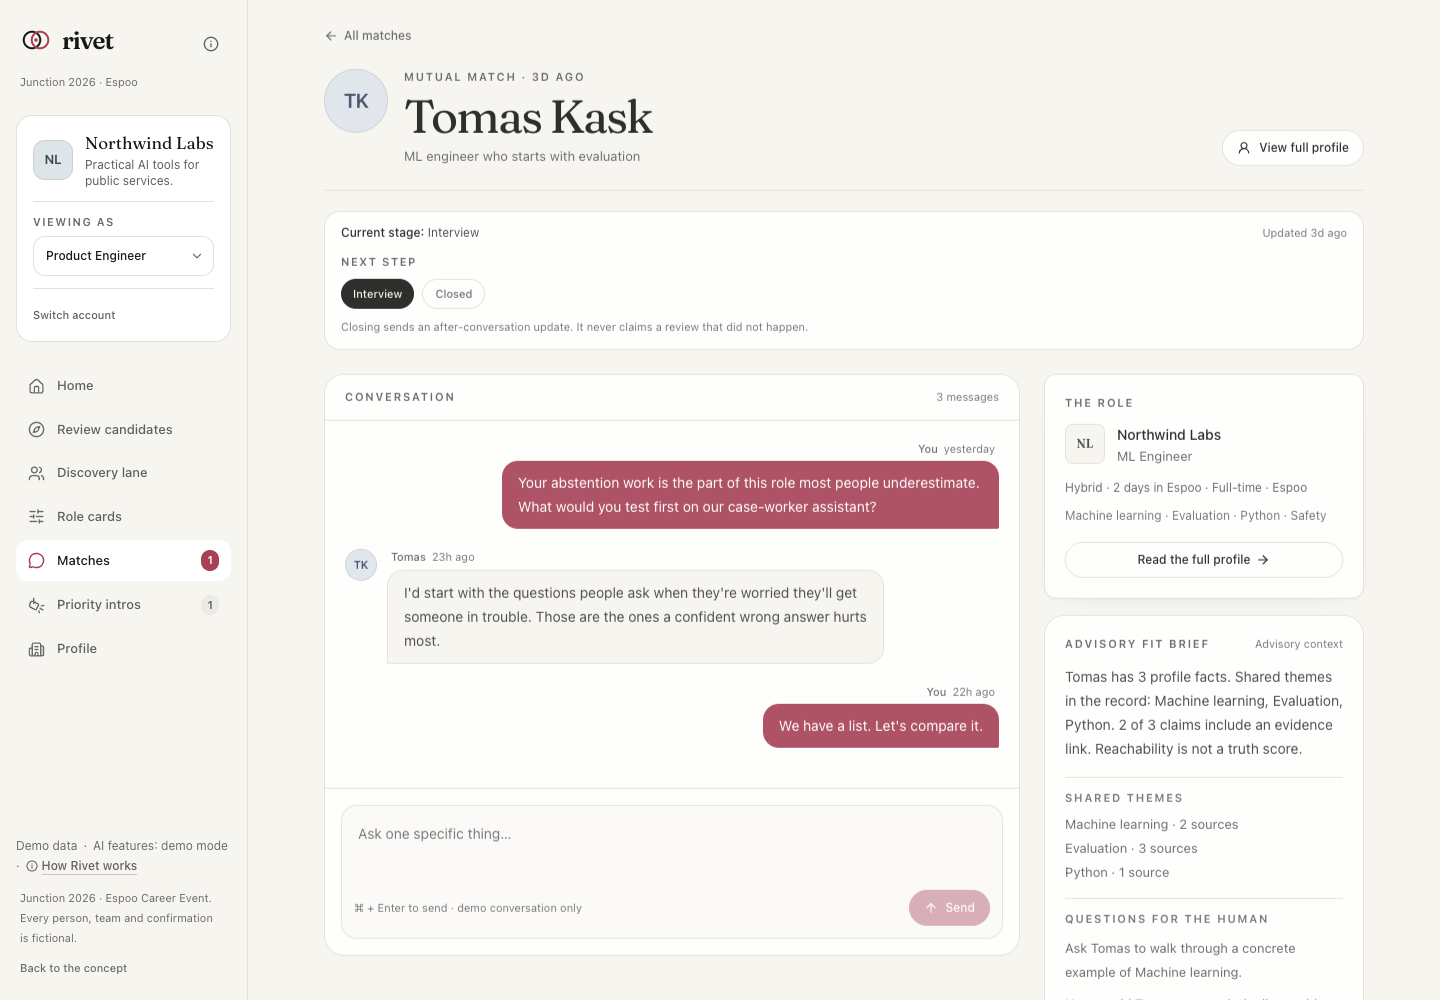 rivet
Junction 2026 · Espoo
NL
Northwind Labs
Practical AI tools for
public services.
VIEWING AS
Product Engineer
Switch account
Home
Review candidates
Discovery lane
Role cards
Matches
1
Priority intros
1
Profile
Demo data · AI features: demo mode
· How Rivet works
Junction 2026 · Espoo Career Event.
Every person, team and confirmation
is fictional.
Back to the concept
← All matches
TK
MUTUAL MATCH · 3D AGO
Tomas Kask
ML engineer who starts with evaluation
View full profile
Current stage: Interview
Updated 3d ago
NEXT STEP
Interview
Closed
Closing sends an after-conversation update. It never claims a review that did not happen.
CONVERSATION
3 messages
You yesterday
Your abstention work is the part of this role most people underestimate.
What would you test first on our case-worker assistant?
TK
Tomas 23h ago
I'd start with the questions people ask when they're worried they'll get
someone in trouble. Those are the ones a confident wrong answer hurts
most.
You 22h ago
We have a list. Let's compare it.
Ask one specific thing...
⌘ + Enter to send · demo conversation only
↑ Send
THE ROLE
NL
Northwind Labs
ML Engineer
Hybrid · 2 days in Espoo · Full-time · Espoo
Machine learning · Evaluation · Python · Safety
Read the full profile →
ADVISORY FIT BRIEF
Advisory context
Tomas has 3 profile facts. Shared themes
in the record: Machine learning, Evaluation,
Python. 2 of 3 claims include an evidence
link. Reachability is not a truth score.
SHARED THEMES
Machine learning · 2 sources
Evaluation · 3 sources
Python · 1 source
QUESTIONS FOR THE HUMAN
Ask Tomas to walk through a concrete
example of Machine learning.